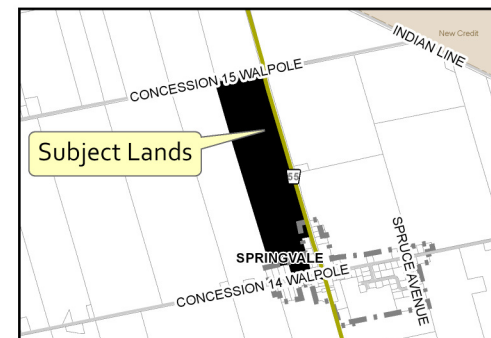 New Credit
INDIAN LINE
CONCESSION 15 WALPOLE
Subject Lands
55
SPRINGVALE
SPRUCE AVENUE
CONCESSION 14 WALPOLE